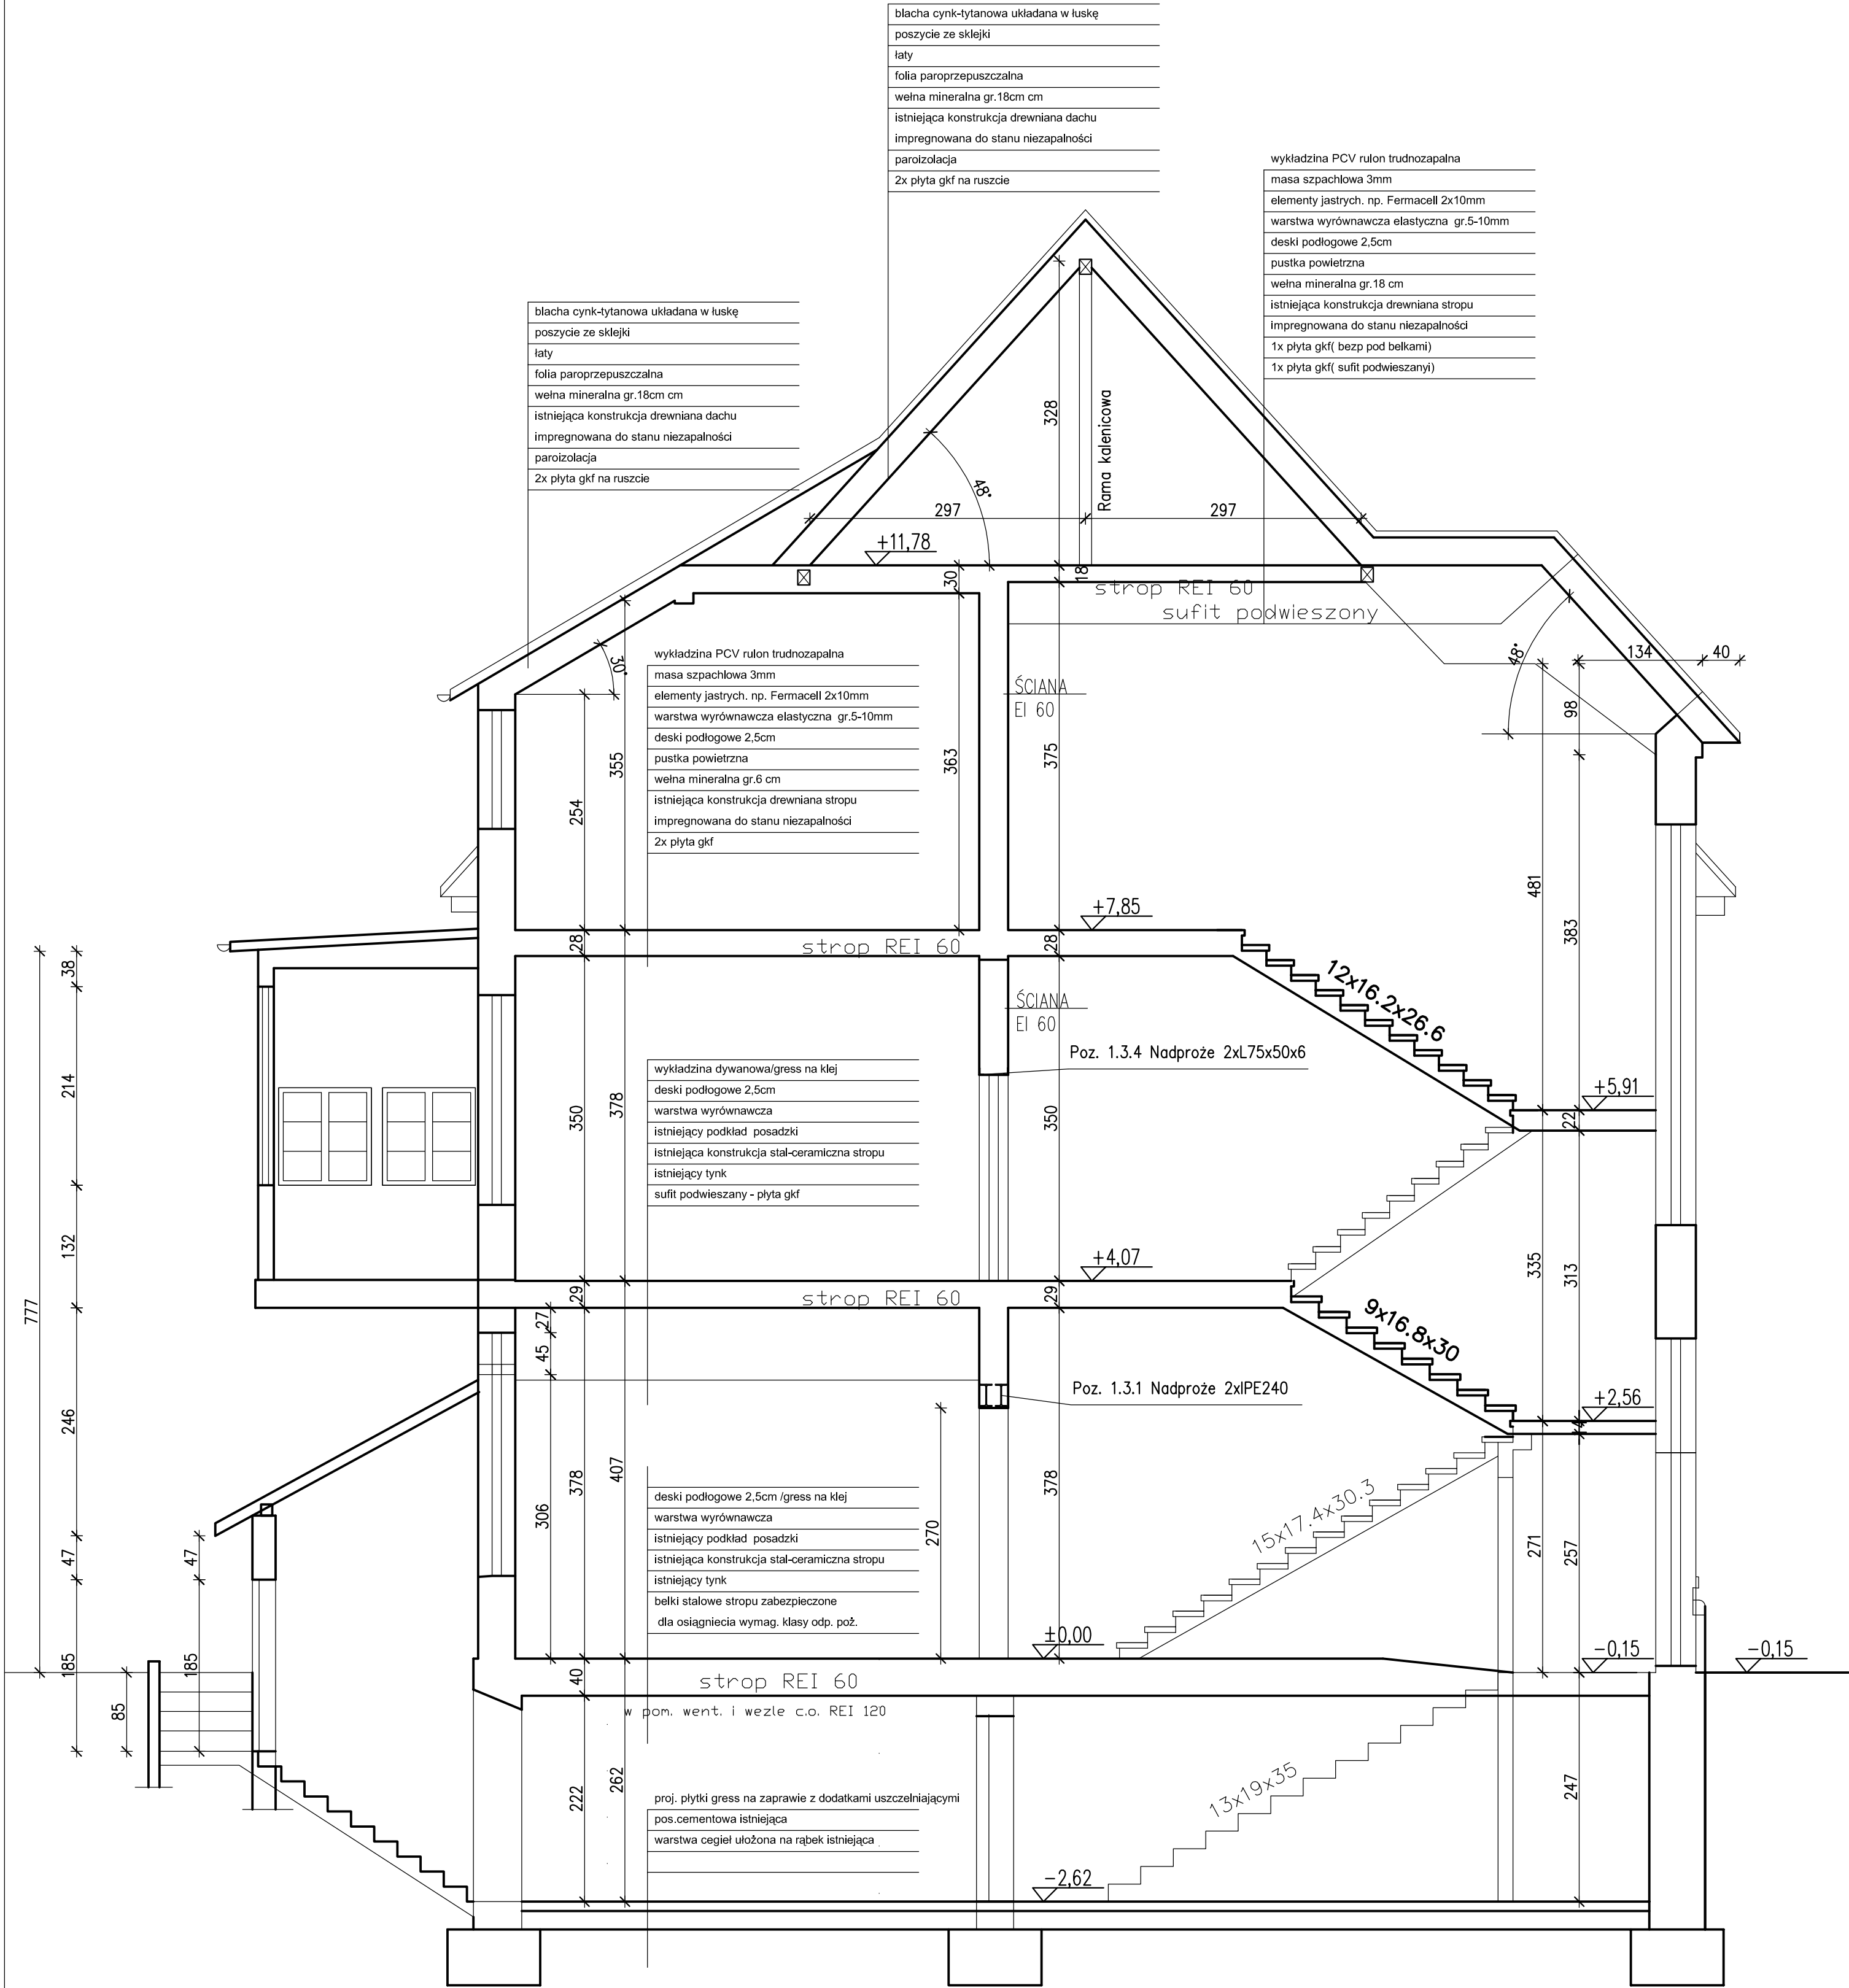 blacha cynk-tytanowa układana w łuskę
poszycie ze sklejki
łaty
folia paroprzepuszczalna
wełna mineralna gr.18cm cm
istniejąca konstrukcja drewniana dachu
impregnowana do stanu niezapalności
paroizolacja
2x płyta gkf na ruszcie
wykładzina PCV rulon trudnozapalna
masa szpachlowa 3mm
elementy jastrych. np. Fermacell 2x10mm
warstwa wyrównawcza elastyczna gr.5-10mm
deski podłogowe 2,5cm
pustka powietrzna
wełna mineralna gr.18 cm
istniejąca konstrukcja drewniana stropu
impregnowana do stanu niezapalności
1x płyta gkf( bezp pod belkami)
1x płyta gkf( sufit podwieszanyi)
blacha cynk-tytanowa układana w łuskę
poszycie ze sklejki
łaty
folia paroprzepuszczalna
wełna mineralna gr.18cm cm
istniejąca konstrukcja drewniana dachu
impregnowana do stanu niezapalności
paroizolacja
2x płyta gkf na ruszcie
328
Rama kalenicowa
48°
297
297
+11,78
30
18
strop REI 60
sufit podwieszony
30°
48°
134
40
98
wykładzina PCV rulon trudnozapalna
masa szpachlowa 3mm
elementy jastrych. np. Fermacell 2x10mm
warstwa wyrównawcza elastyczna gr.5-10mm
deski podłogowe 2,5cm
pustka powietrzna
wełna mineralna gr.6 cm
istniejąca konstrukcja drewniana stropu
impregnowana do stanu niezapalności
2x płyta gkf
ŚCIANA
EI 60
254
355
363
375
481
383
+7,85
28
strop REI 60
28
12x16.2x26.6
ŚCIANA
EI 60
Poz. 1.3.4 Nadproże 2xL75x50x6
wykładzina dywanowa/gress na klej
deski podłogowe 2,5cm
warstwa wyrównawcza
istniejący podkład posadzki
istniejąca konstrukcja stal-ceramiczna stropu
istniejący tynk
sufit podwieszany - płyta gkf
38
214
132
777
246
350
378
350
+5,91
22
335
313
+4,07
29
strop REI 60
29
9x16.8x30
27
45
Poz. 1.3.1 Nadproże 2xIPE240
+2,56
14
306
378
407
270
378
15x17.4x30.3
271
257
deski podłogowe 2,5cm /gress na klej
warstwa wyrównawcza
istniejący podkład posadzki
istniejąca konstrukcja stal-ceramiczna stropu
istniejący tynk
belki stalowe stropu zabezpieczone
dla osiągniecia wymag. klasy odp. poż.
47
47
185
185
85
±0,00
-0,15
-0,15
40
strop REI 60
w pom. went. i wezle c.o. REI 120
222
262
13x19x35
247
proj. płytki gress na zaprawie z dodatkami uszczelniającymi
pos.cementowa istniejąca
warstwa cegieł ułożona na rąbek istniejąca
-2,62